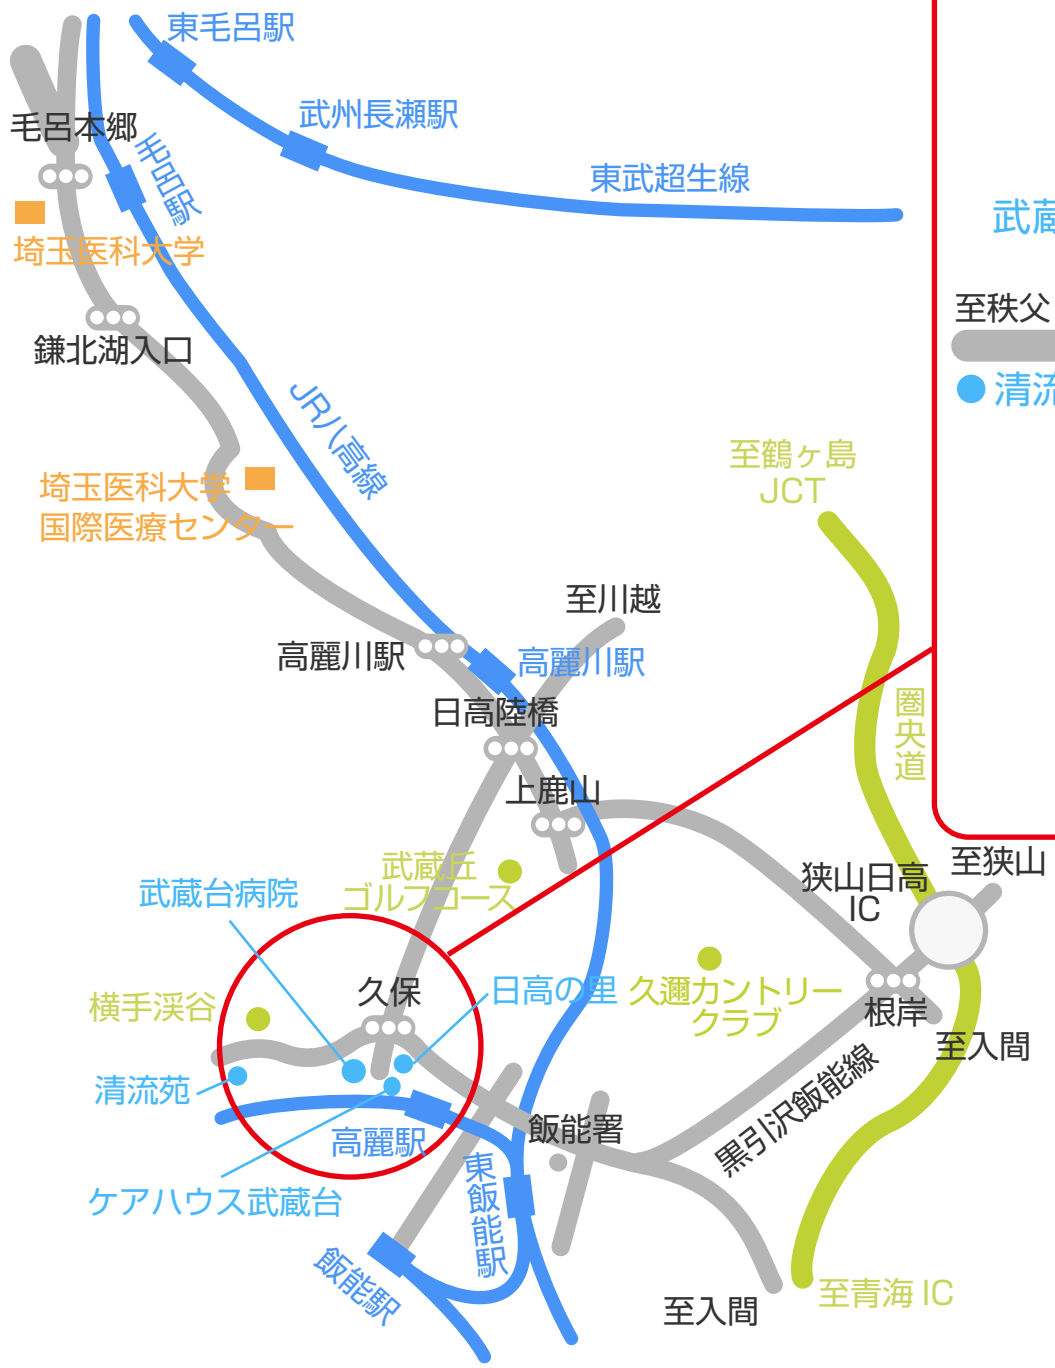 東毛呂駅
武州長瀬駅
毛呂本郷
毛呂駅
東武超生線
埼玉医科大学
武蔵
至秩父
鎌北湖入口
清流
JR八高線
至鶴ヶ島
JCT
埼玉医科大学
国際医療センター
至川越
高麗川駅
高麗川駅
圏央道
日高陸橋
上鹿山
武蔵丘
ゴルフコース
狭山日高
IC
至狭山
武蔵台病院
久保
日高の里
久邇カントリー
クラブ
横手渓谷
根岸
至入間
清流苑
黒引沢飯能線
高麗駅
飯能署
東飯能駅
ケアハウス武蔵台
飯能駅
至入間
至青海 IC